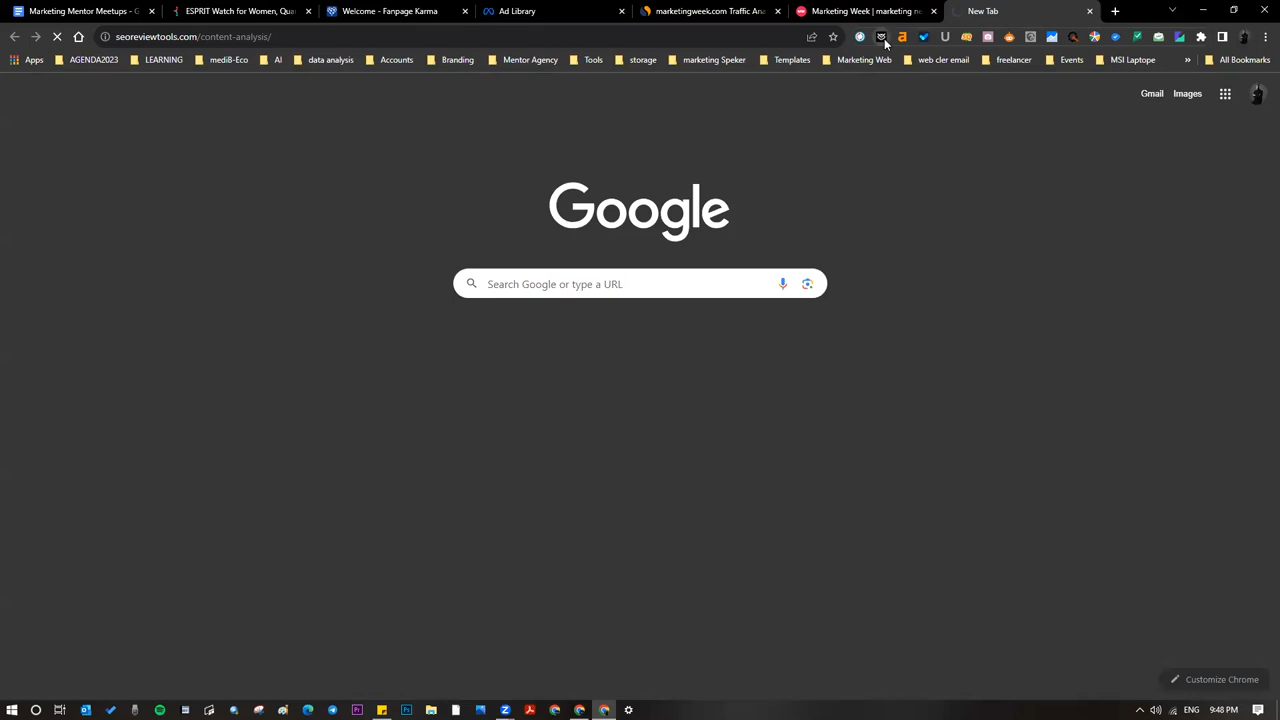 Marketing Mentor Meetups - G
ESPRIT Watch for Women, Qua
Welcome - Fanpage Karma
Ad Library
marketingweek.com Traffic Ana
Marketing Week | marketing ne
New Tab
seoreviewtools.com/content-analysis/
Apps AGENDA2023 LEARNING medi8-Eco AI data analysis Accounts Branding Mentor Agency Tools storage marketing Speker Templates Marketing Web web cler email freelancer Events MSI Laptope » All Bookmarks
Gmail Images
Google
Search Google or type a URL
Customize Chrome
ENG 9:48 PM